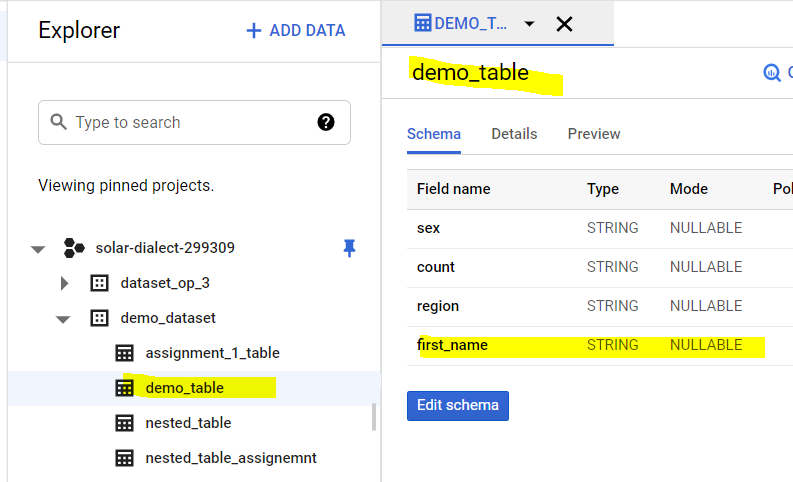 Explorer
+ ADD DATA
Type to search
Viewing pinned projects.
solar-dialect-299309
dataset_op_3
demo_dataset
assignment_1_table
demo_table
nested_table
nested_table_assignemnt
DEMO_T...
demo_table
Schema Details Preview
Field name Type Mode
sex STRING NULLABLE
count STRING NULLABLE
region STRING NULLABLE
first_name STRING NULLABLE
Edit schema